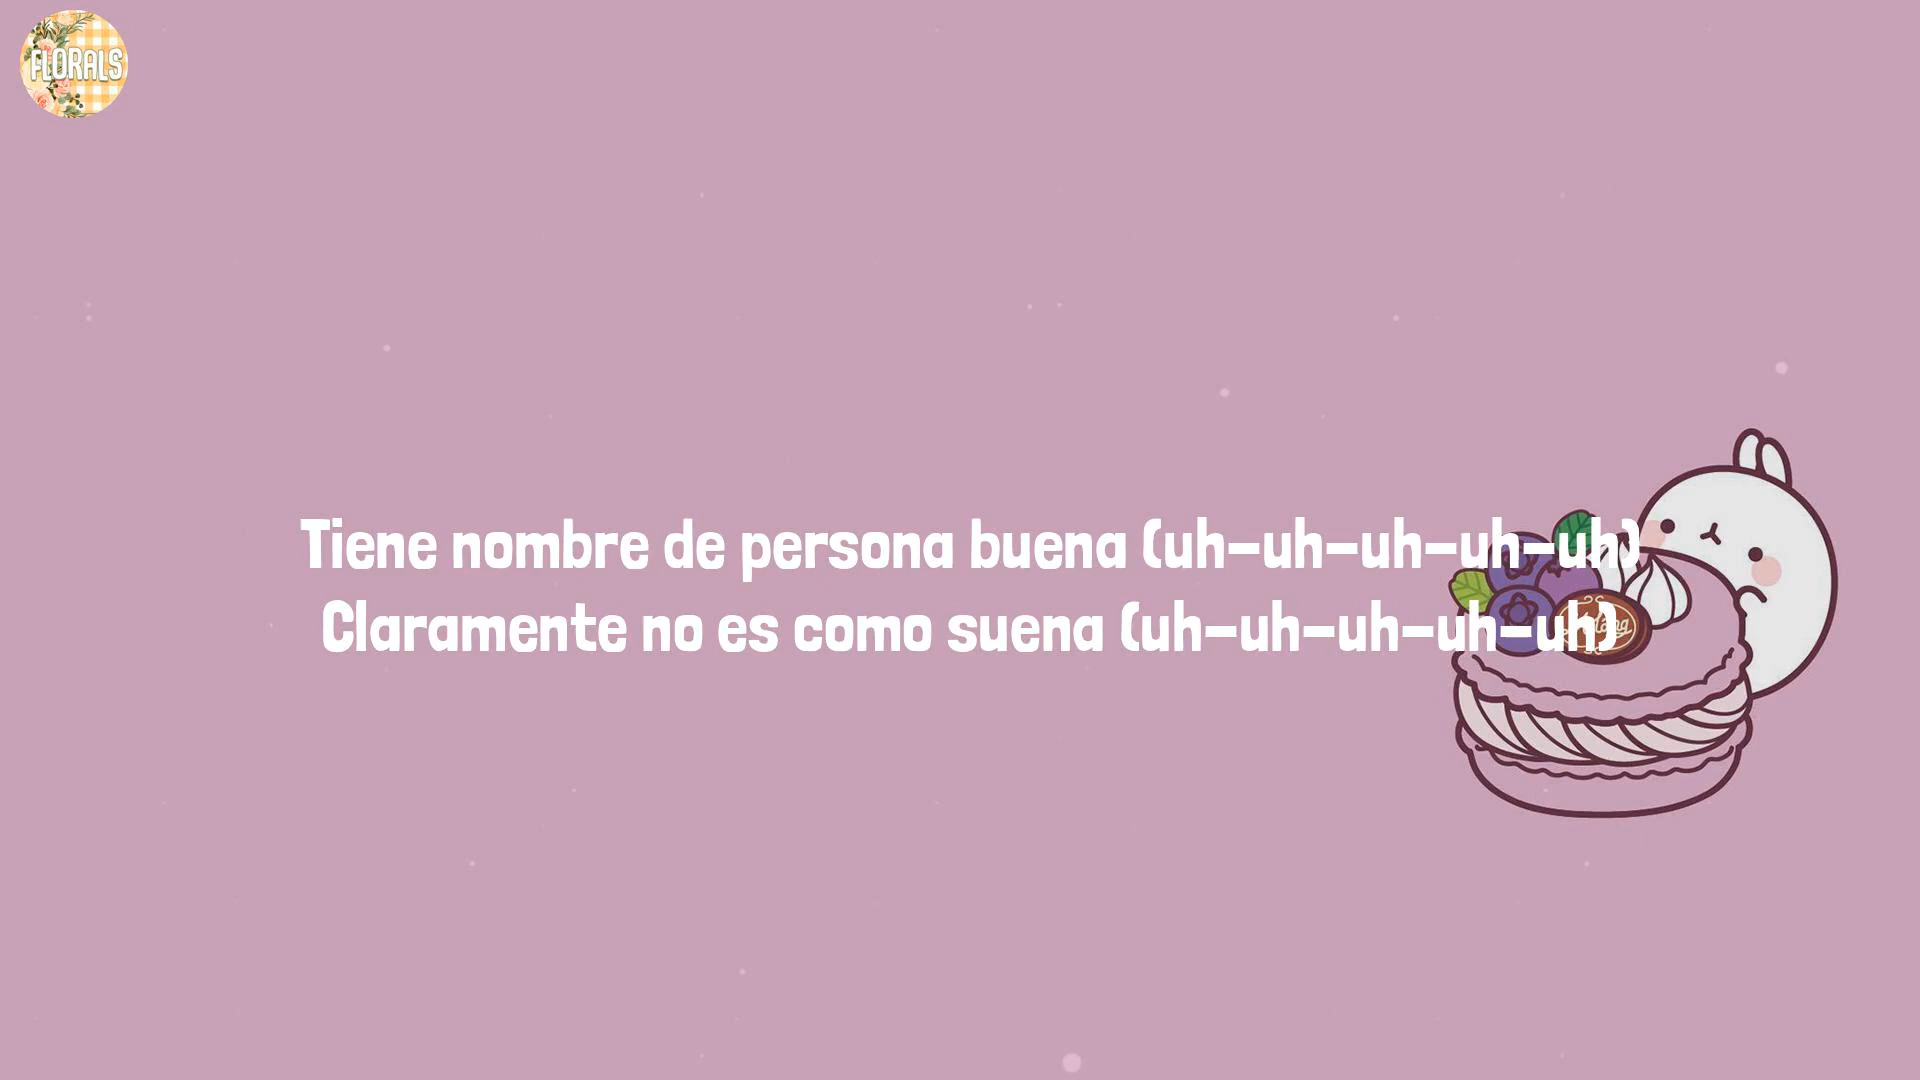 FLORALS
Tiene nombre de persona buena (uh-uh-uh-uh-uh)
Claramente no es como suena (uh-uh-uh-uh-uh)